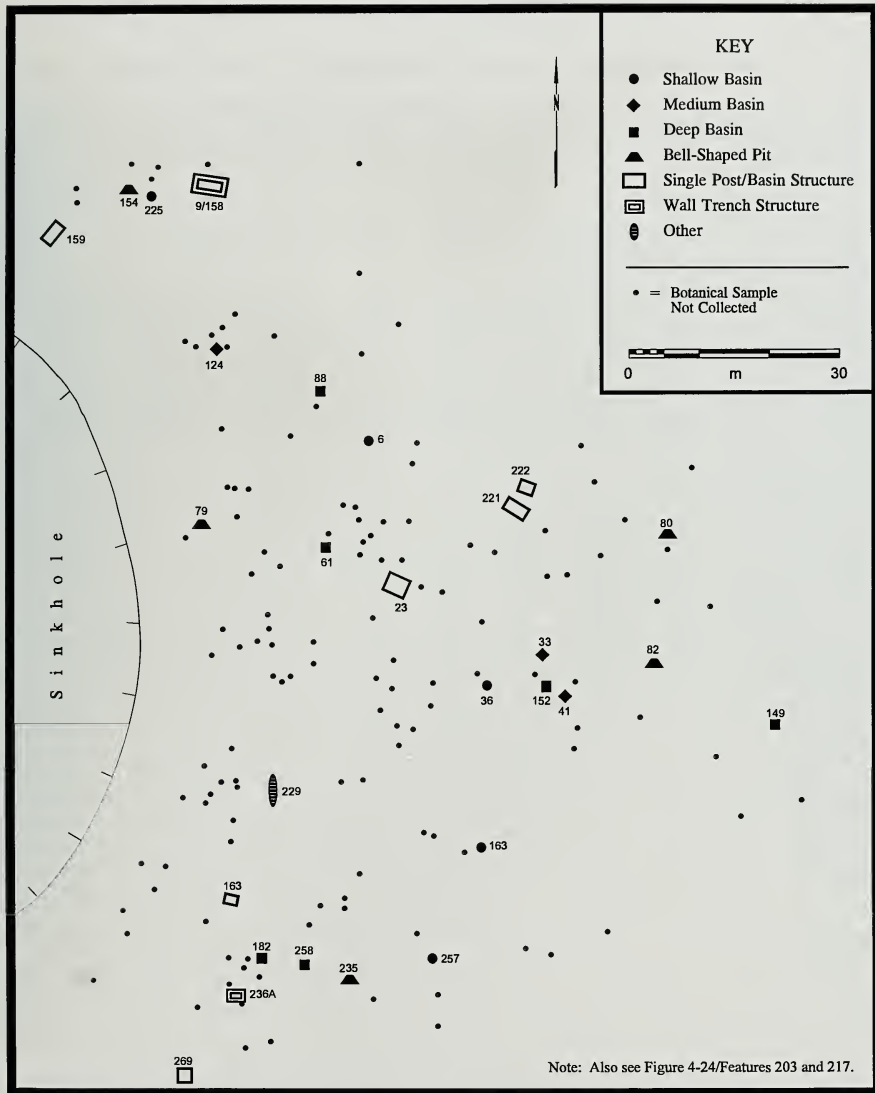 KEY
Shallow Basin
Medium Basin
Deep Basin
Bell-Shaped Pit
Single Post/Basin Structure
Wall Trench Structure
Other
= Botanical Sample
Not Collected
0 m 30
N
154
225
9/158
159
124
88
6
222
221
79
80
61
23
Sinkhole
33
82
36
152
41
149
229
163
163
182
258
235
257
236A
269
Note: Also see Figure 4-24/Features 203 and 217.